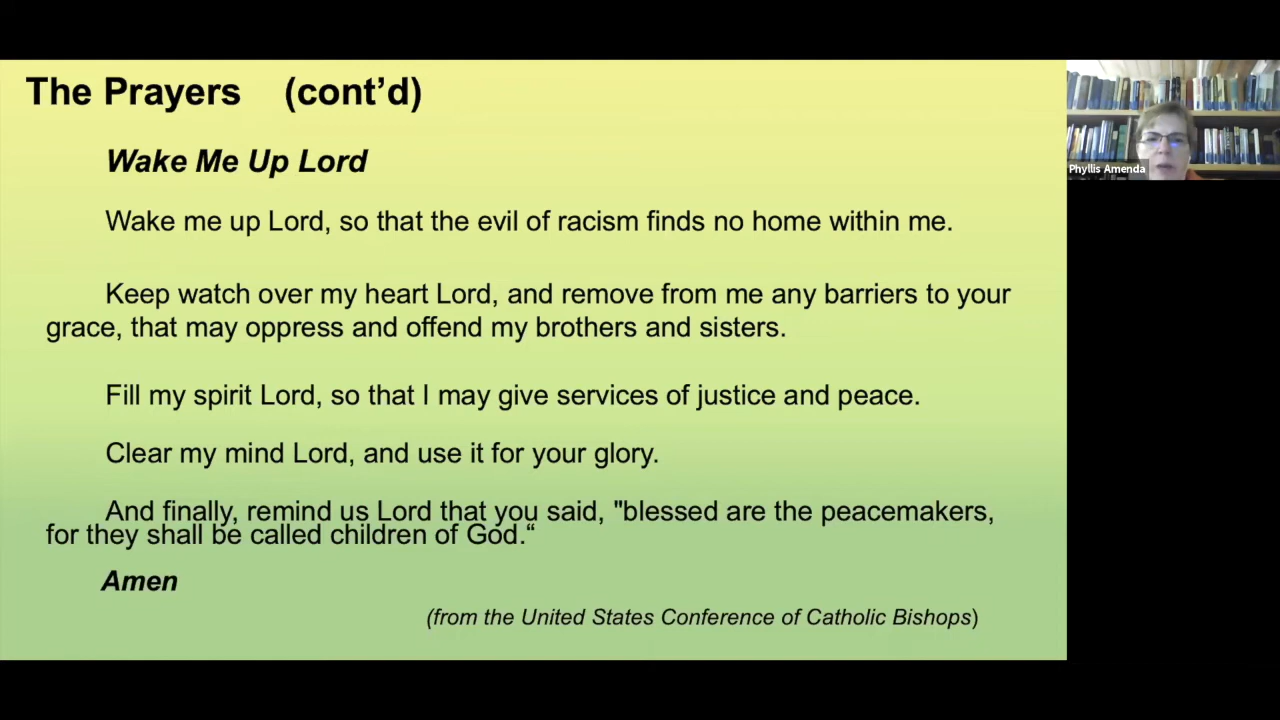 The Prayers (cont’d)
Wake Me Up Lord
Wake me up Lord, so that the evil of racism finds no home within me.
Keep watch over my heart Lord, and remove from me any barriers to your
grace, that may oppress and offend my brothers and sisters.
Fill my spirit Lord, so that I may give services of justice and peace.
Clear my mind Lord, and use it for your glory.
And finally, remind us Lord that you said, "blessed are the peacemakers,
for they shall be called children of God.“
Amen
(from the United States Conference of Catholic Bishops)
Phyllis Amenda